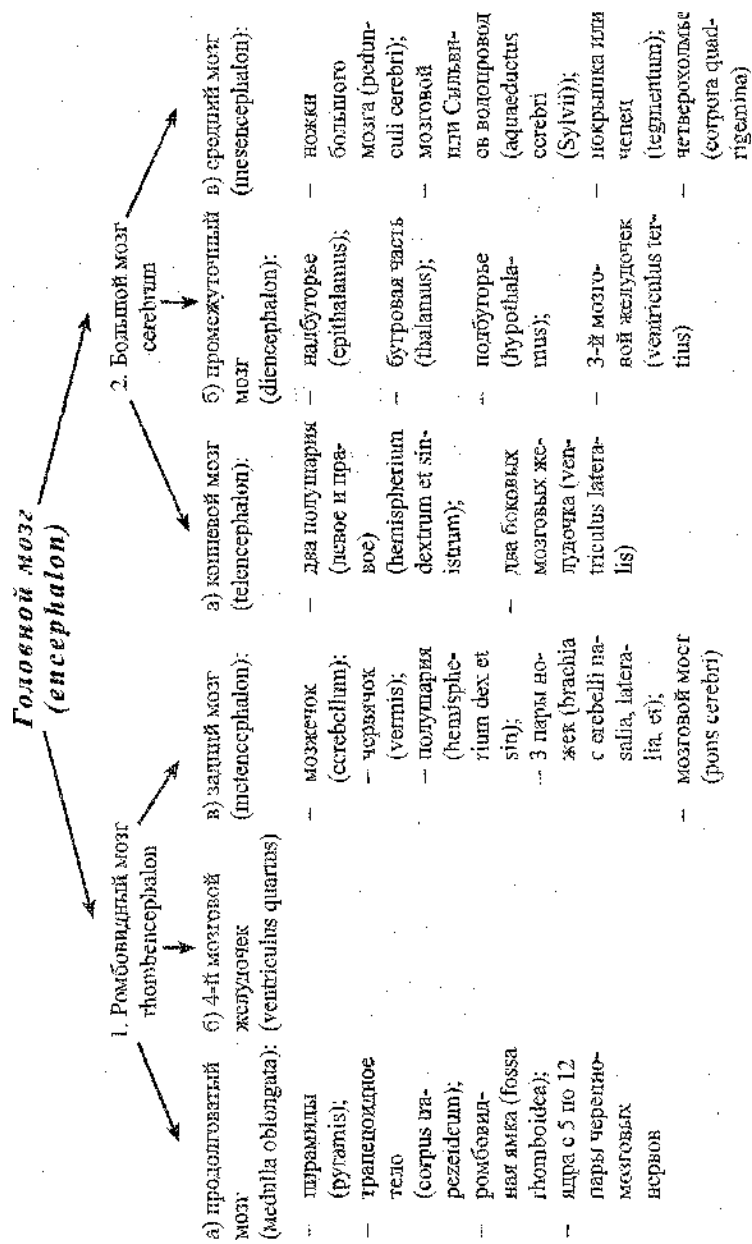 Головной мозг
(encephalon)
1. Ромбовидный мозг
rhombencephalon
2. Большой мозг
cerebrum
а) продолговатый
мозг
(medulla oblongata):
– пирамиды
(pyramis);
– трапецоидное
тело
(corpus tra-
pezeideum);
– ромбовид-
ная ямка (fossa
rhomboidea);
– ядра с 5 по 12
пары черепно-
мозговых
нервов
б) 4-й мозговой
желудочек
(ventriculus quartus)
в) задний мозг
(metencephalon):
– мозжечок
(cerebellum);
– червячок
(vermis);
– полушария
(hemisphe-
rium dex et
sin);
– 3 пары но-
жек (brachia
c erebelli na-
salia, latera-
lia, et);
– мозговой мост
(pons cerebri)
а) концевой мозг
(telencephalon):
– два полушария
(левое и пра-
вое)
(hemispherium
dextrum et sin-
istrum);
– два боковых
мозговых же-
лудочка (ven-
triculus latera-
lis)
б) промежуточный
мозг
(diencephalon):
– надбугорье
(epithalamus);
– бугровая часть
(thalamus);
– подбугорье
(hypothala-
mus);
– 3-й мозго-
вой желудочек
(ventriculus ter-
tius)
в) средний мозг
(mesencephalon):
– ножки
большого
мозга (pedun-
culi cerebri);
– мозговой
или Сильви-
ев водопровод
(aquaeductus
cerebri
(Sylvii));
– покрышка или
чепец
(tegmentum);
– четверохолмье
(corpora quad-
rigemina)